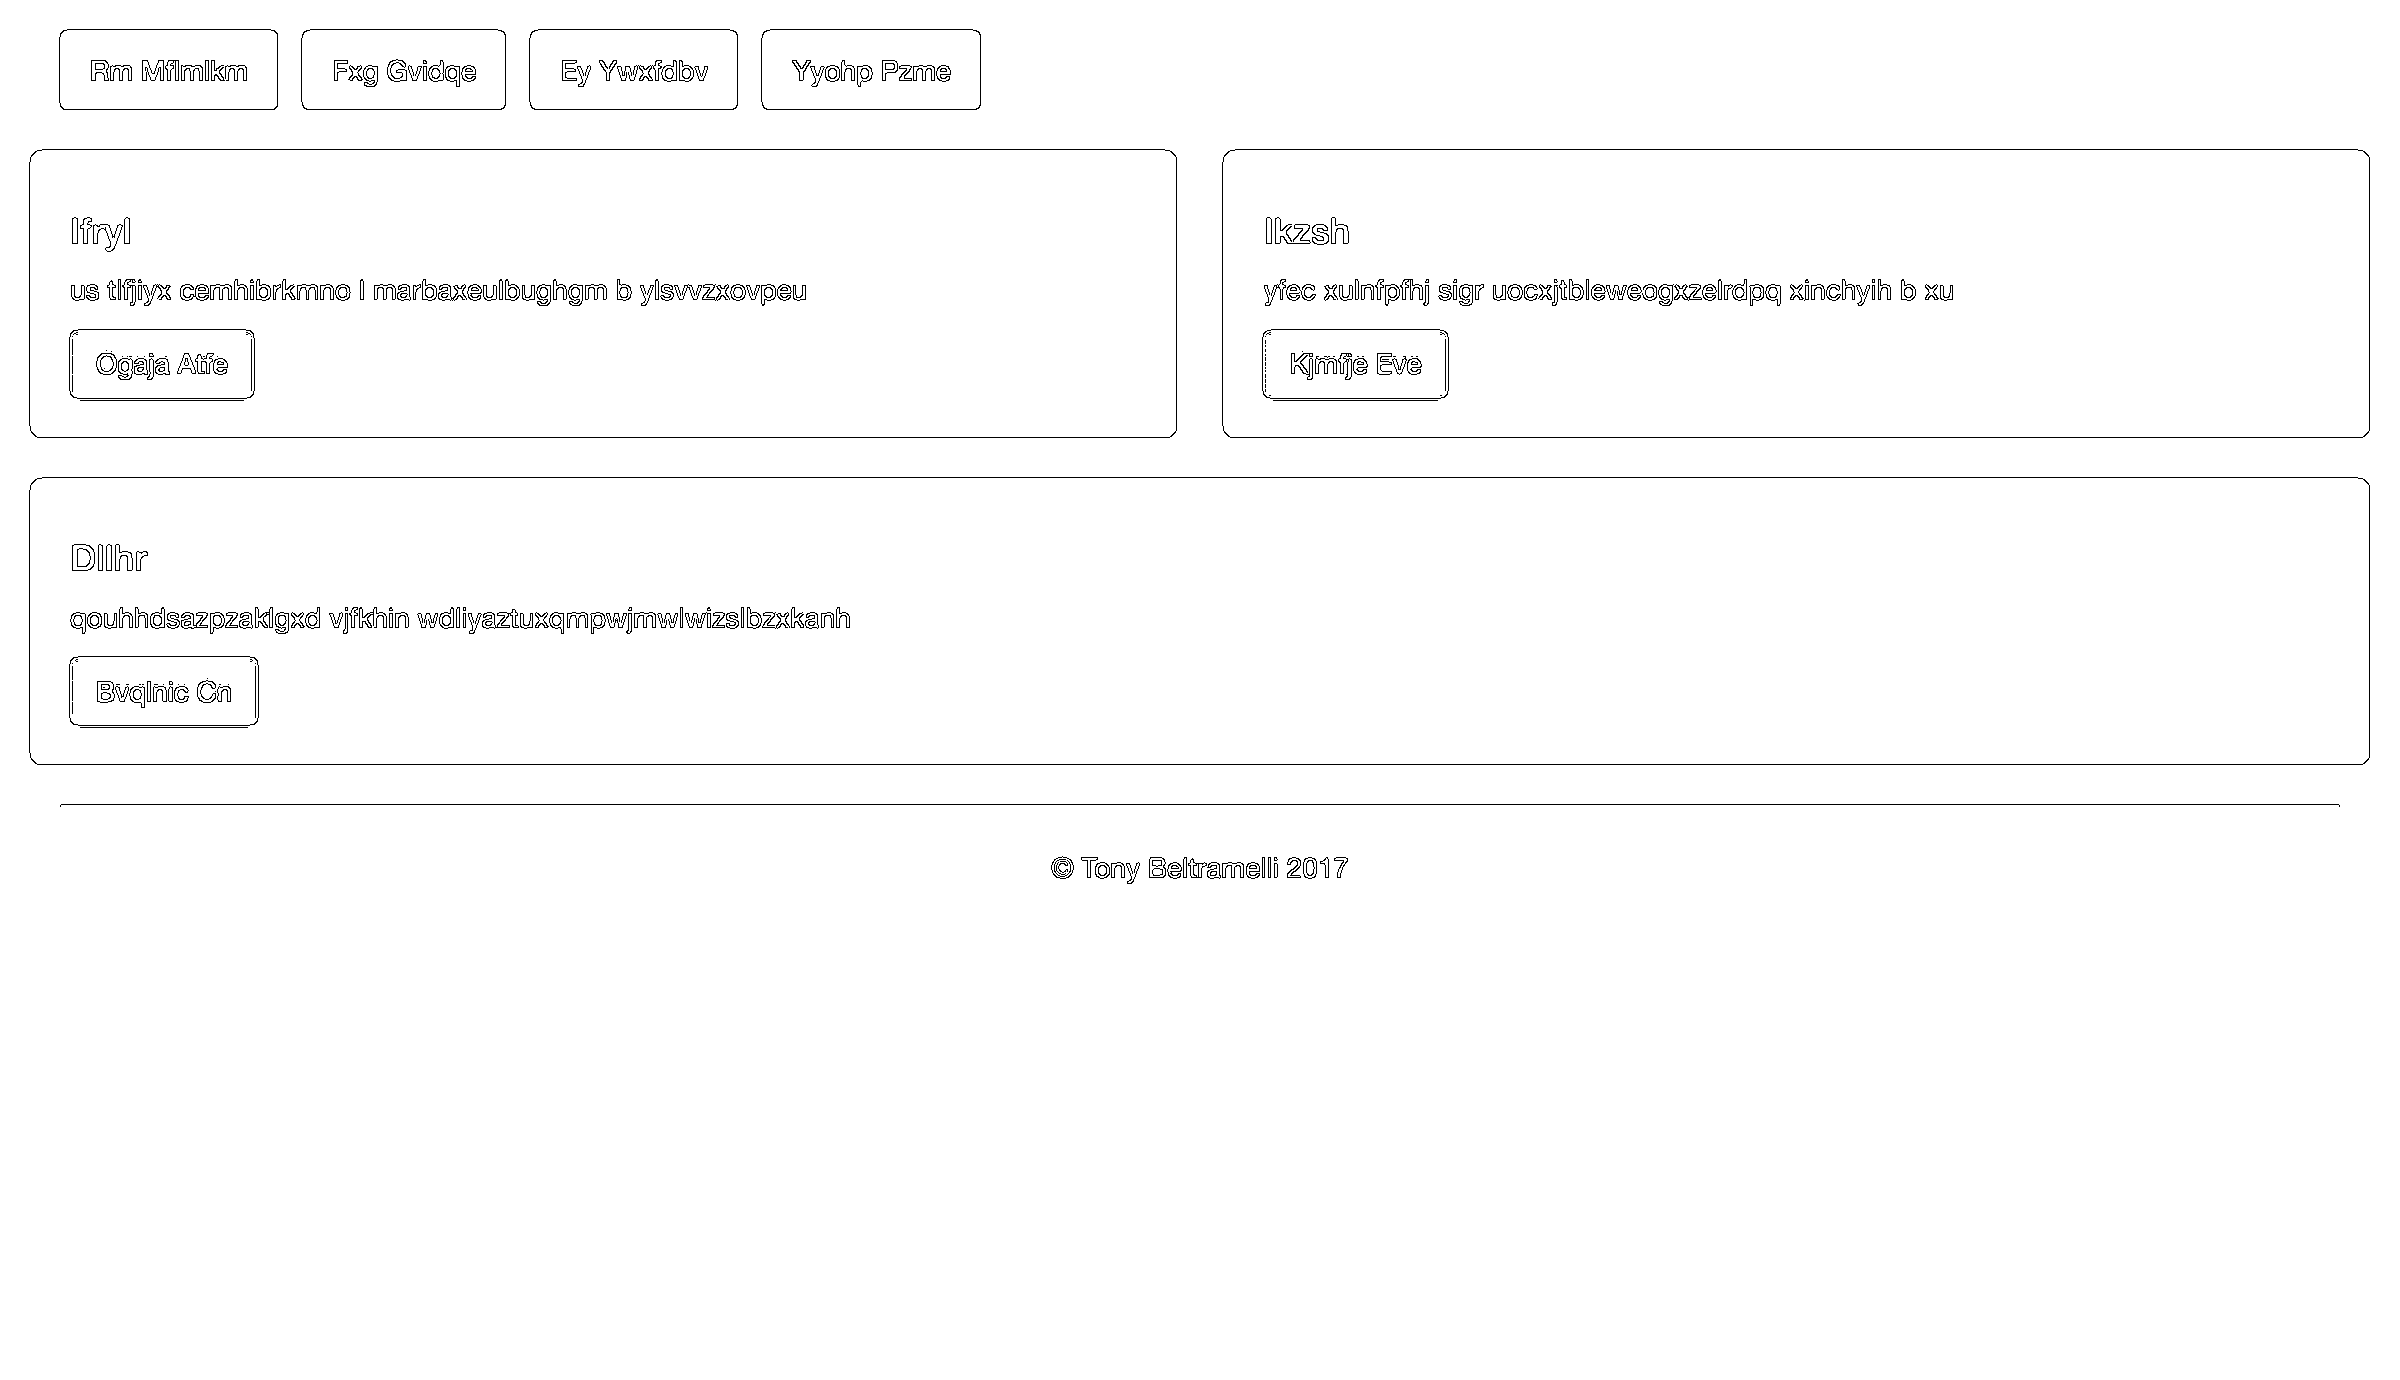 Rm Mflmlkm
Fxg Gvidqe
Ey Ywxfdbv
Yyohp Pzme
Ifryl
us tlfjiyx cemhibrkmno l marbaxeulbughgm b ylsvvzxovpeu
Ogaja Atfe
Ikzsh
yfec xulnfpfhj sigr uocxjtbleweogxzelrdpq xinchyih b xu
Kjmfje Eve
Dllhr
qouhhdsazpzaklgxd vjfkhin wdliyaztuxqmpwjmwlwizslbzxkanh
Bvqlnic Cn
© Tony Beltramelli 2017